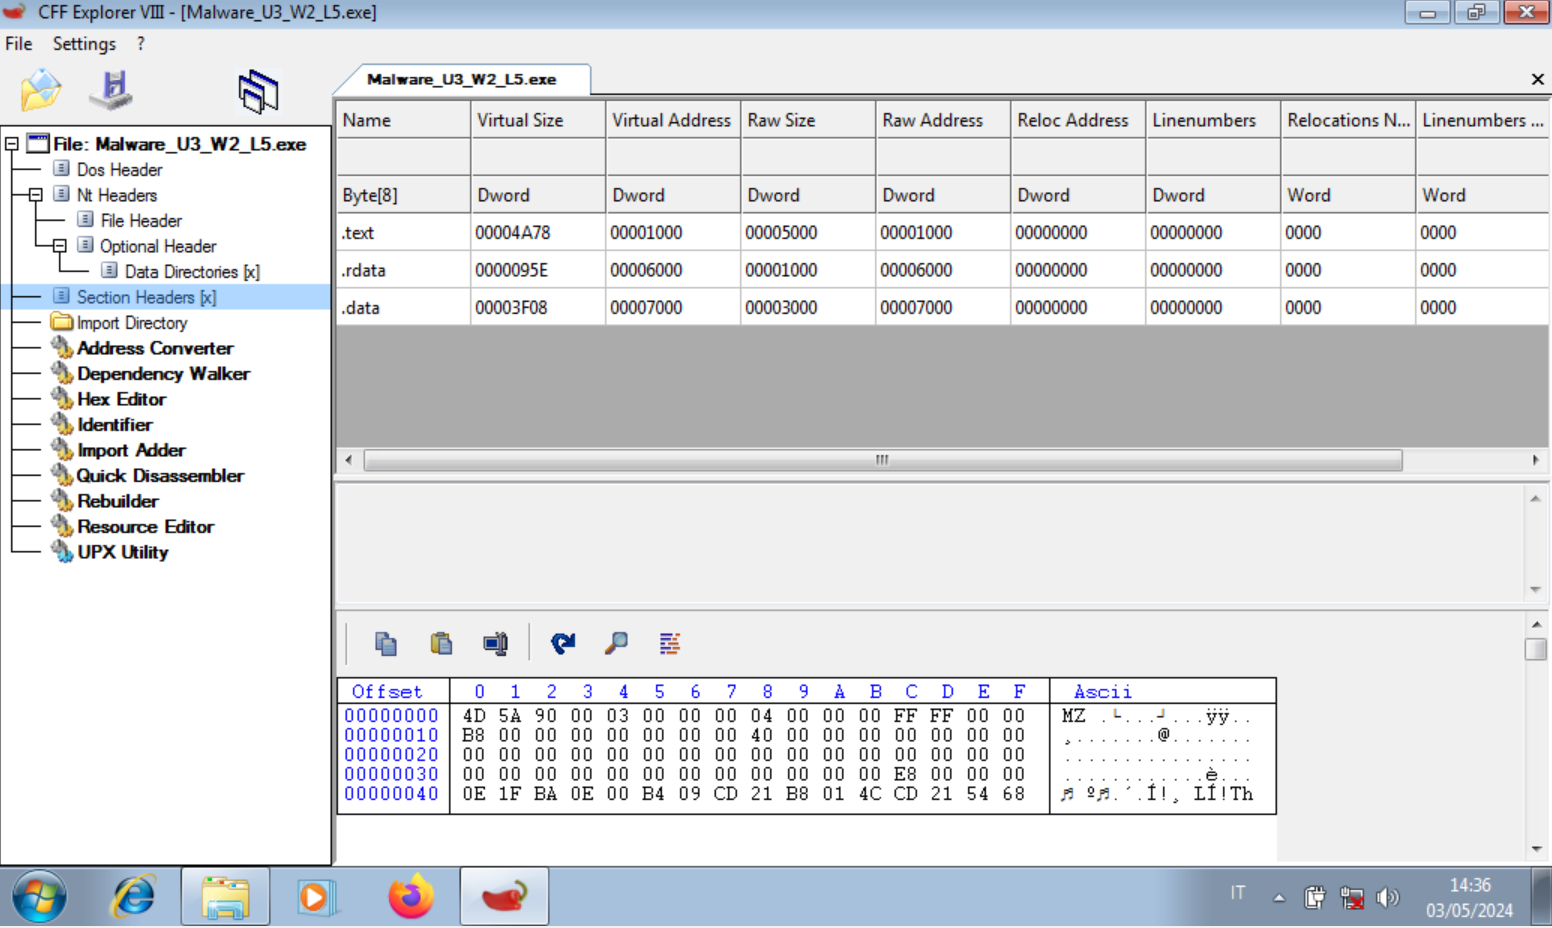 CFF Explorer VIII - [Malware_U3_W2_L5.exe]
File Settings ?
Malware_U3_W2_L5.exe
File: Malware_U3_W2_L5.exe
Dos Header
Nt Headers
File Header
Optional Header
Data Directories [x]
Section Headers [x]
Import Directory
Address Converter
Dependency Walker
Hex Editor
Identifier
Import Adder
Quick Disassembler
Rebuilder
Resource Editor
UPX Utility
Name Virtual Size Virtual Address Raw Size Raw Address Reloc Address Linenumbers Relocations N... Linenumbers ...
Byte[8] Dword Dword Dword Dword Dword Dword Word Word
.text 00004A78 00001000 00005000 00001000 00000000 00000000 0000 0000
.rdata 0000095E 00006000 00001000 00006000 00000000 00000000 0000 0000
.data 00003F08 00007000 00003000 00007000 00000000 00000000 0000 0000
Offset 0 1 2 3 4 5 6 7 8 9 A B C D E F Ascii
00000000 4D 5A 90 00 03 00 00 00 04 00 00 00 FF FF 00 00 MZ .└...┘...ÿÿ..
00000010 B8 00 00 00 00 00 00 00 40 00 00 00 00 00 00 00 ¸.......@.......
00000020 00 00 00 00 00 00 00 00 00 00 00 00 00 00 00 00 ................
00000030 00 00 00 00 00 00 00 00 00 00 00 00 E8 00 00 00 ............è...
00000040 0E 1F BA 0E 00 B4 09 CD 21 B8 01 4C CD 21 54 68 ♬ º♬.´.Í!¸ LÍ!Th
IT
14:36
03/05/2024